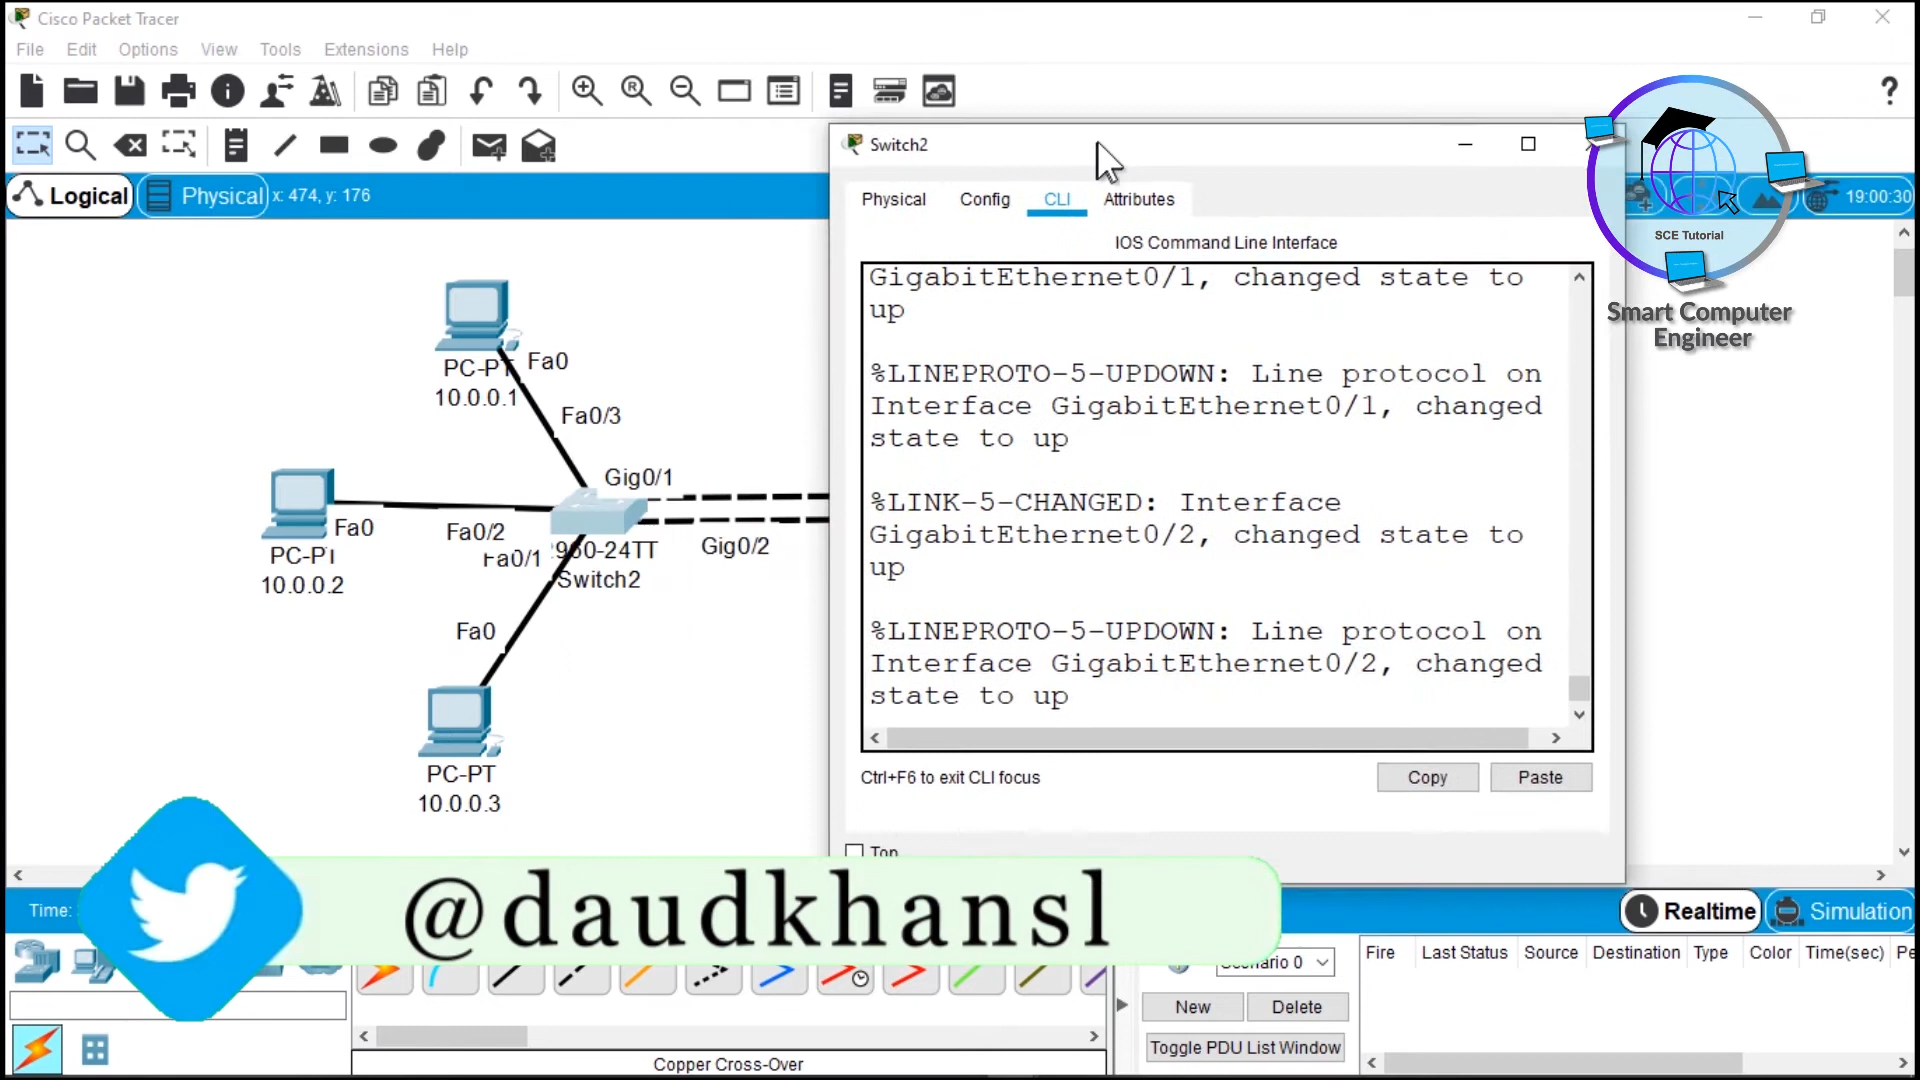 Cisco Packet Tracer
File Edit Options View Tools Extensions Help
Logical Physical x: 474, y: 176
19:00:30
Switch2
Physical Config CLI Attributes
IOS Command Line Interface
GigabitEthernet0/1, changed state to
up
%LINEPROTO-5-UPDOWN: Line protocol on
Interface GigabitEthernet0/1, changed
state to up
%LINK-5-CHANGED: Interface
GigabitEthernet0/2, changed state to
up
%LINEPROTO-5-UPDOWN: Line protocol on
Interface GigabitEthernet0/2, changed
state to up
Ctrl+F6 to exit CLI focus
Copy Paste
Top
SCE Tutorial
Smart Computer
Engineer
PC-PT
10.0.0.1
Fa0
Fa0/3
Gig0/1
Fa0
Fa0/2
PC-PT
10.0.0.2
Fa0/1
960-24TT
Switch2
Gig0/2
Fa0
PC-PT
10.0.0.3
@daudkhansl
Time:
Realtime Simulation
Scenario 0
Fire Last Status Source Destination Type Color Time(sec) Pe
New Delete
Toggle PDU List Window
Copper Cross-Over